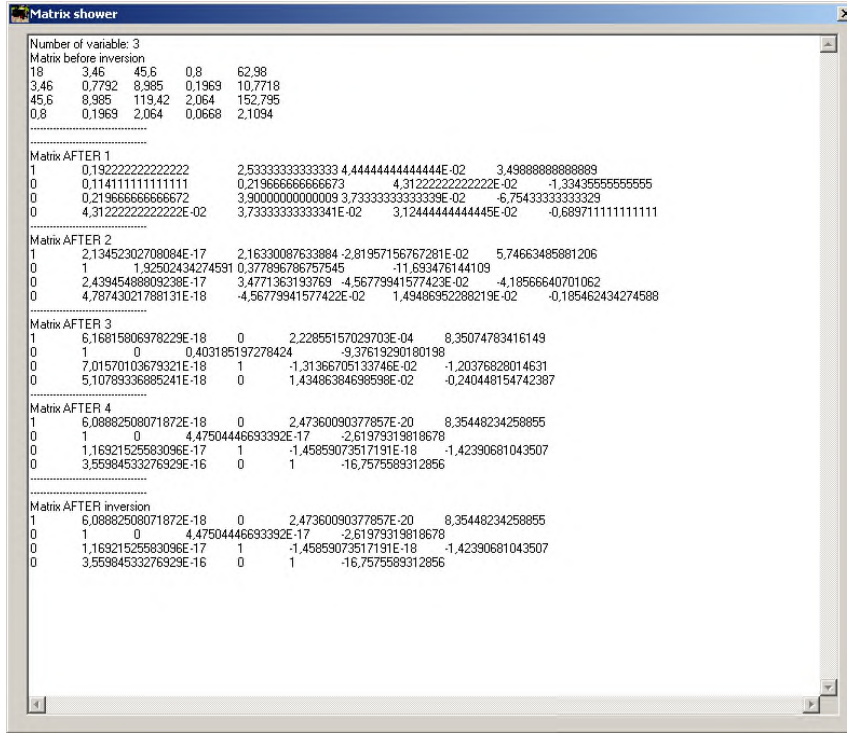 Matrix shower
Number of variable: 3
Matrix before inversion
18 3,46 45,6 0,8 62,98
3,46 0,7792 8,985 0,1969 10,7718
45,6 8,985 119,42 2,064 152,795
0,8 0,1969 2,064 0,0668 2,1094
------------------------------------
------------------------------------
Matrix AFTER 1
1 0,192222222222222 2,53333333333333 4,44444444444444E-02 3,49888888888889
0 0,114111111111111 0,219666666666673 4,31222222222222E-02 -1,33435555555555
0 0,219666666666672 3,90000000000009 3,73333333333339E-02 -6,75433333333329
0 4,31222222222222E-02 3,73333333333341E-02 3,12444444444445E-02 -0,689711111111111
------------------------------------
Matrix AFTER 2
1 2,13452302708084E-17 2,16330087633884 -2,81957156767281E-02 5,74663485881206
0 1 1,92502434274591 0,377896786757545 -11,693476144109
0 2,43945488809238E-17 3,4771363193769 -4,56779941577423E-02 -4,18566640701062
0 4,78743021788131E-18 -4,56779941577422E-02 1,49486952288219E-02 -0,185462434274588
------------------------------------
Matrix AFTER 3
1 6,16815806978229E-18 0 2,22855157029703E-04 8,35074783416149
0 1 0 0,403185197278424 -9,37619290180198
0 7,01570103679321E-18 1 -1,31366705133746E-02 -1,20376828014631
0 5,10789336885241E-18 0 1,43486384698598E-02 -0,240448154742387
------------------------------------
Matrix AFTER 4
1 6,08882508071872E-18 0 2,47360090377857E-20 8,35448234258855
0 1 0 4,47504446693392E-17 -2,61979319818678
0 1,16921525583096E-17 1 -1,45859073517191E-18 -1,42390681043507
0 3,55984533276929E-16 0 1 -16,7575589312856
------------------------------------
------------------------------------
Matrix AFTER inversion
1 6,08882508071872E-18 0 2,47360090377857E-20 8,35448234258855
0 1 0 4,47504446693392E-17 -2,61979319818678
0 1,16921525583096E-17 1 -1,45859073517191E-18 -1,42390681043507
0 3,55984533276929E-16 0 1 -16,7575589312856